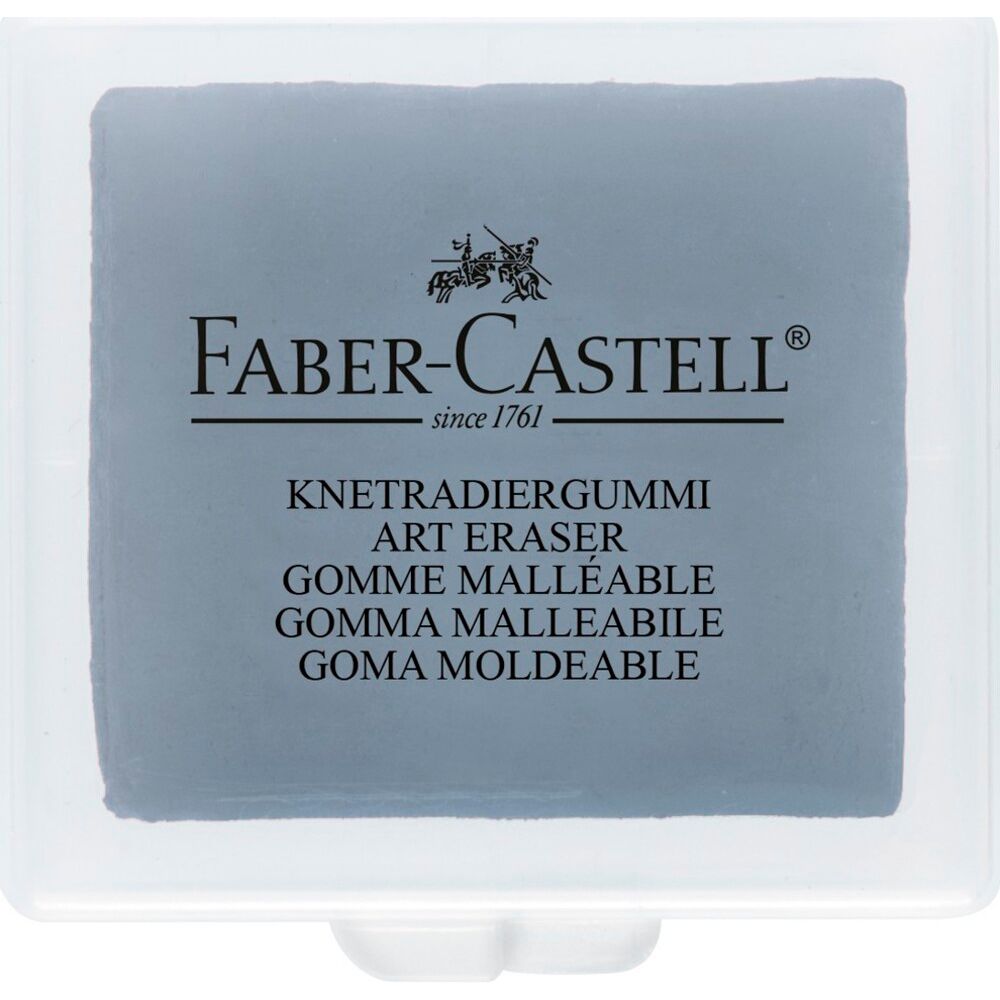 FABER-CASTELL®
since 1761
KNETRADIERGUMMI
ART ERASER
GOMME MALLÉABLE
GOMMA MALLEABILE
GOMA MOLDEABLE